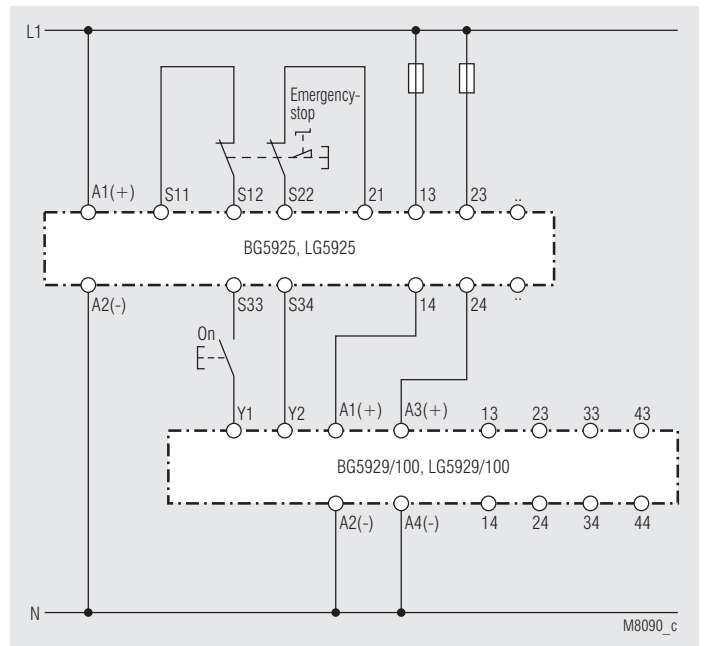 L1
Emergency-
stop
A1(+) S11 S12 S22 21 13 23 ..
BG5925, LG5925
A2(-) S33 S34 14 24 ..
On
Y1 Y2 A1(+) A3(+) 13 23 33 43
BG5929/100, LG5929/100
A2(-) A4(-) 14 24 34 44
N
M8090_c